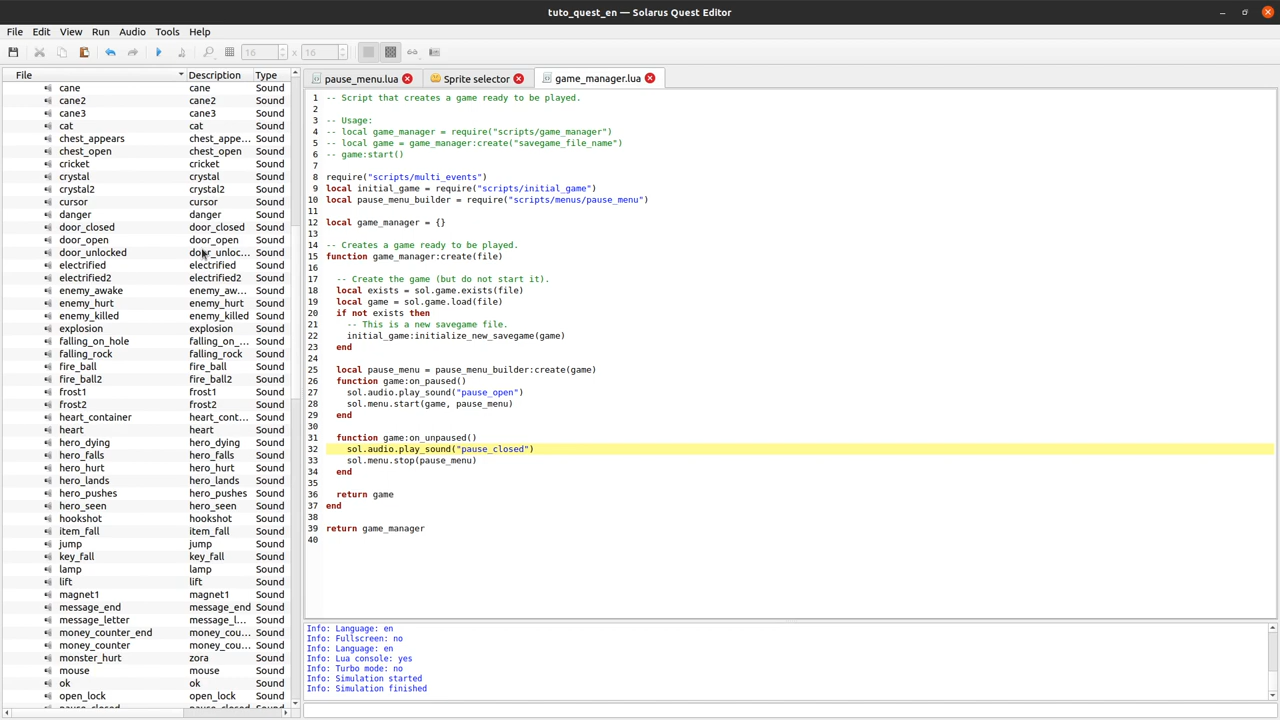 tuto_quest_en — Solarus Quest Editor
File Edit View Run Audio Tools Help
16 x 16
File Description Type
cane cane Sound
cane2 cane2 Sound
cane3 cane3 Sound
cat cat Sound
chest_appears chest_appe... Sound
chest_open chest_open Sound
cricket cricket Sound
crystal crystal Sound
crystal2 crystal2 Sound
cursor cursor Sound
danger danger Sound
door_closed door_closed Sound
door_open door_open Sound
door_unlocked door_unloc... Sound
electrified electrified Sound
electrified2 electrified2 Sound
enemy_awake enemy_aw... Sound
enemy_hurt enemy_hurt Sound
enemy_killed enemy_killed Sound
explosion explosion Sound
falling_on_hole falling_on_... Sound
falling_rock falling_rock Sound
fire_ball fire_ball Sound
fire_ball2 fire_ball2 Sound
frost1 frost1 Sound
frost2 frost2 Sound
heart_container heart_cont... Sound
heart heart Sound
hero_dying hero_dying Sound
hero_falls hero_falls Sound
hero_hurt hero_hurt Sound
hero_lands hero_lands Sound
hero_pushes hero_pushes Sound
hero_seen hero_seen Sound
hookshot hookshot Sound
item_fall item_fall Sound
jump jump Sound
key_fall key_fall Sound
lamp lamp Sound
lift lift Sound
magnet1 magnet1 Sound
message_end message_end Sound
message_letter message_l... Sound
money_counter_end money_cou... Sound
money_counter money_cou... Sound
monster_hurt zora Sound
mouse mouse Sound
ok ok Sound
open_lock open_lock Sound
pause_closed pause_closed Sound
pause_menu.lua Sprite selector game_manager.lua
1 -- Script that creates a game ready to be played.
2
3 -- Usage:
4 -- local game_manager = require("scripts/game_manager")
5 -- local game = game_manager:create("savegame_file_name")
6 -- game:start()
7
8 require("scripts/multi_events")
9 local initial_game = require("scripts/initial_game")
10 local pause_menu_builder = require("scripts/menus/pause_menu")
11
12 local game_manager = {}
13
14 -- Creates a game ready to be played.
15 function game_manager:create(file)
16
17 -- Create the game (but do not start it).
18 local exists = sol.game.exists(file)
19 local game = sol.game.load(file)
20 if not exists then
21 -- This is a new savegame file.
22 initial_game:initialize_new_savegame(game)
23 end
24
25 local pause_menu = pause_menu_builder:create(game)
26 function game:on_paused()
27 sol.audio.play_sound("pause_open")
28 sol.menu.start(game, pause_menu)
29 end
30
31 function game:on_unpaused()
32 sol.audio.play_sound("pause_closed")
33 sol.menu.stop(pause_menu)
34 end
35
36 return game
37 end
38
39 return game_manager
40
Info: Language: en
Info: Fullscreen: no
Info: Language: en
Info: Lua console: yes
Info: Turbo mode: no
Info: Simulation started
Info: Simulation finished